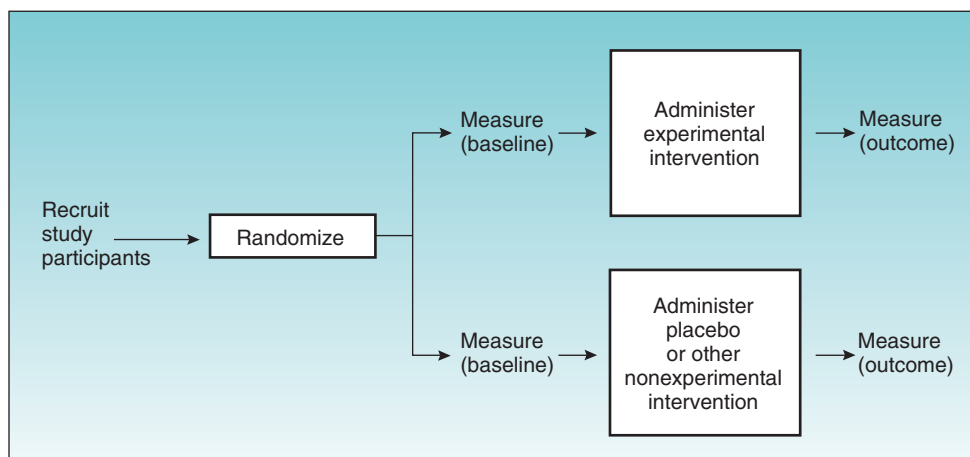 Recruit
study
participants
Randomize
Measure
(baseline)
Administer
experimental
intervention
Measure
(outcome)
Measure
(baseline)
Administer
placebo
or other
nonexperimental
intervention
Measure
(outcome)